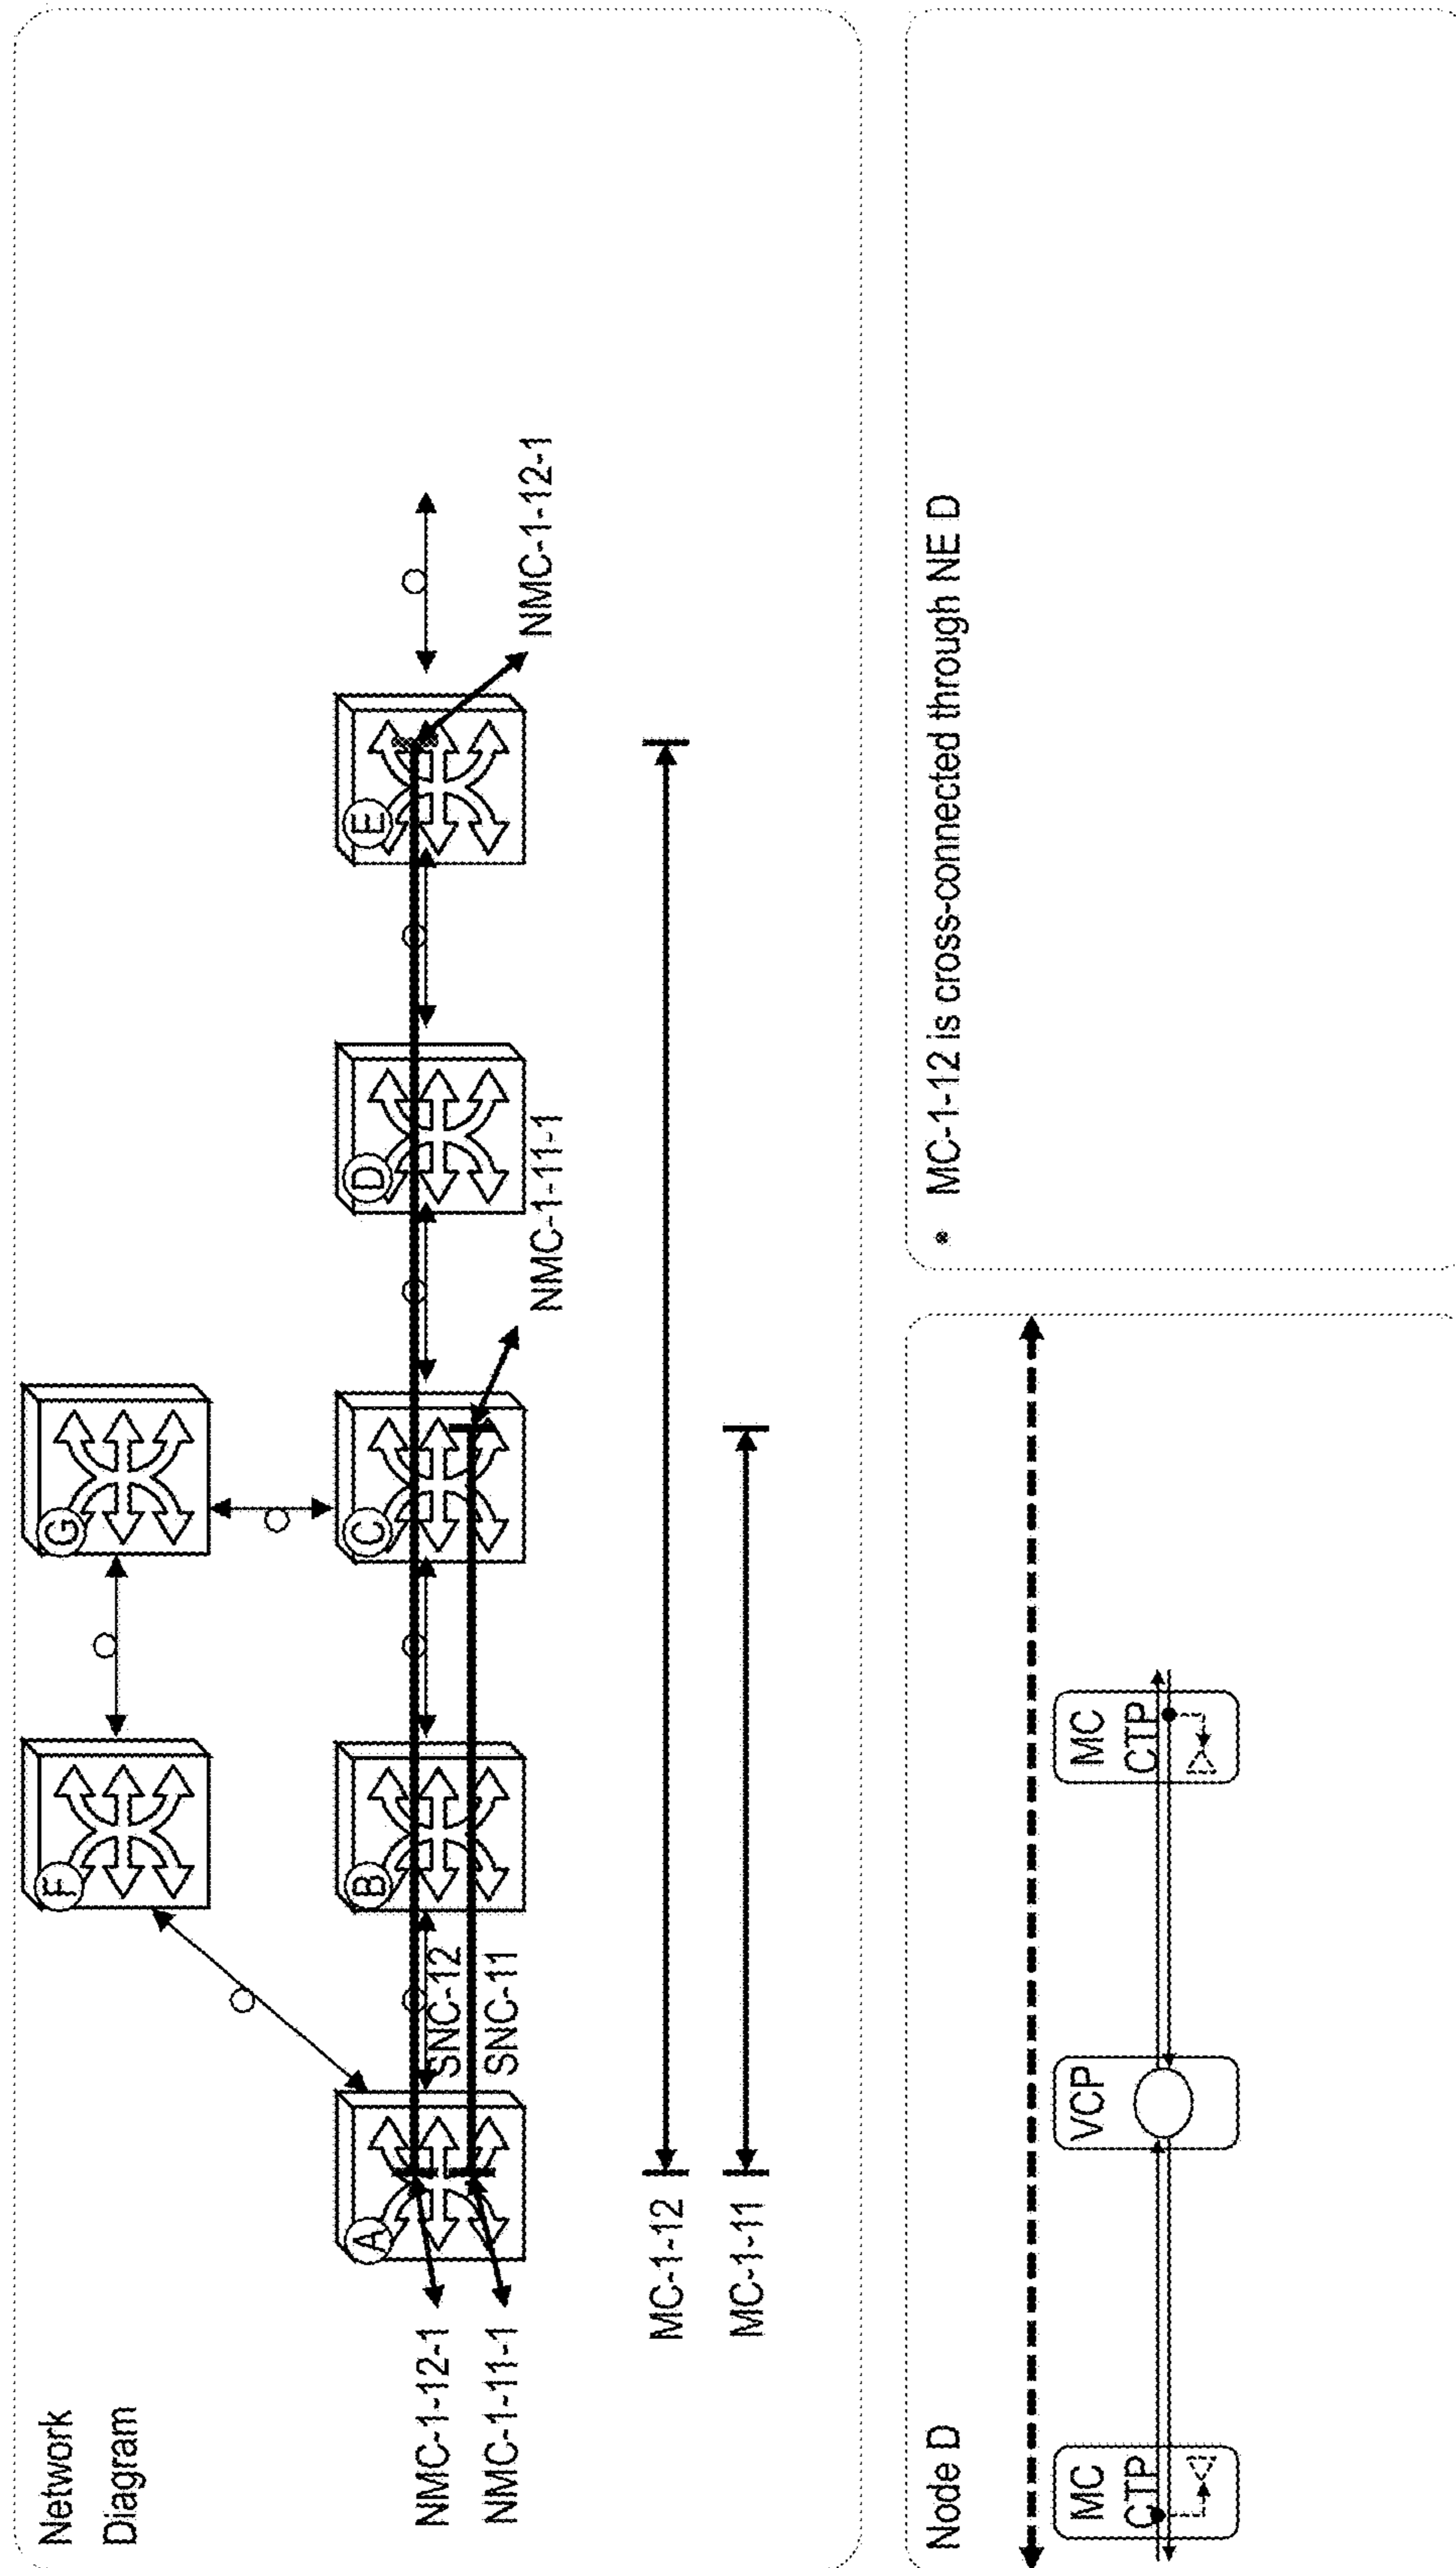 Network
Diagram
F
G
A
B
C
D
E
SNC-12
SNC-11
NMC-1-12-1
NMC-1-11-1
NMC-1-11-1
NMC-1-12-1
MC-1-12
MC-1-11
Node D
MC
CTP
VCP
MC
CTP
• MC-1-12 is cross-connected through NE D